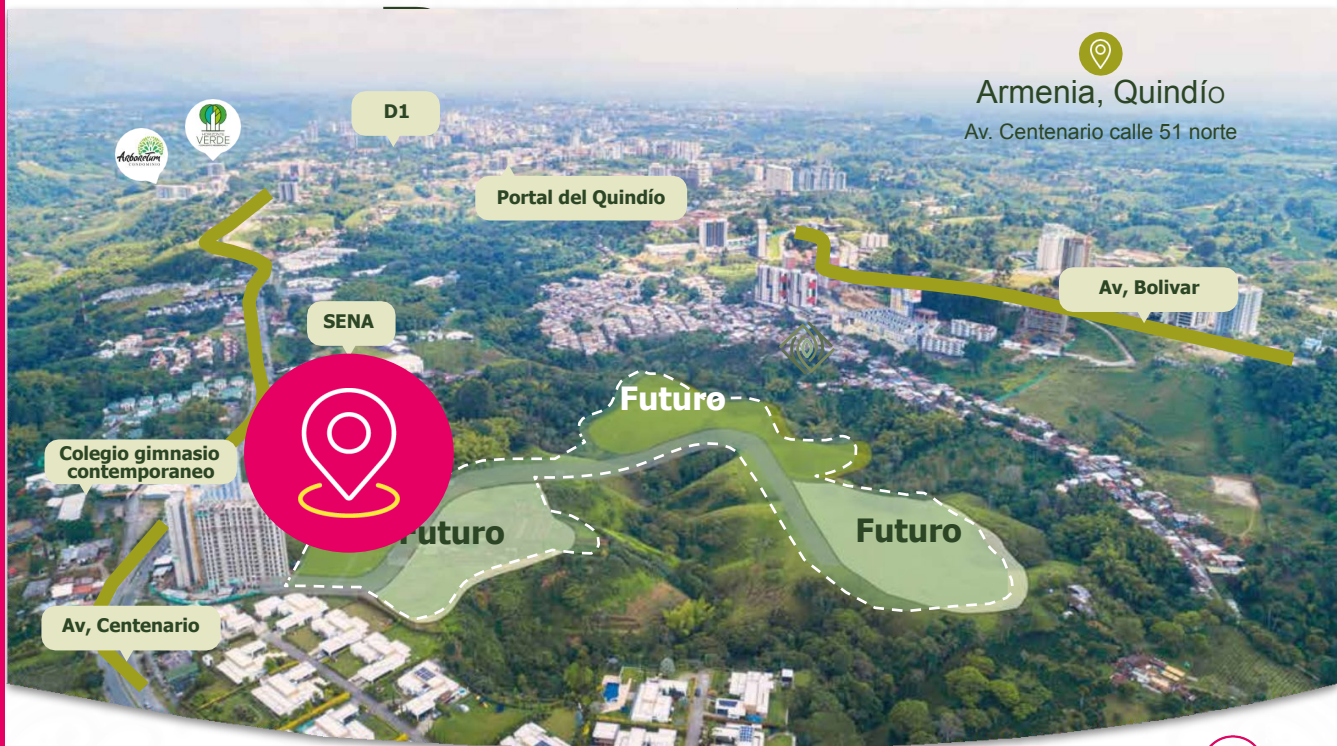 Armenia, Quindío
Av. Centenario calle 51 norte
D1
VERDE
Arboretum
CONDOMINIO
Portal del Quindío
Av, Bolivar
SENA
Futuro
Colegio gimnasio
contemporaneo
Futuro
Futuro
Av, Centenario